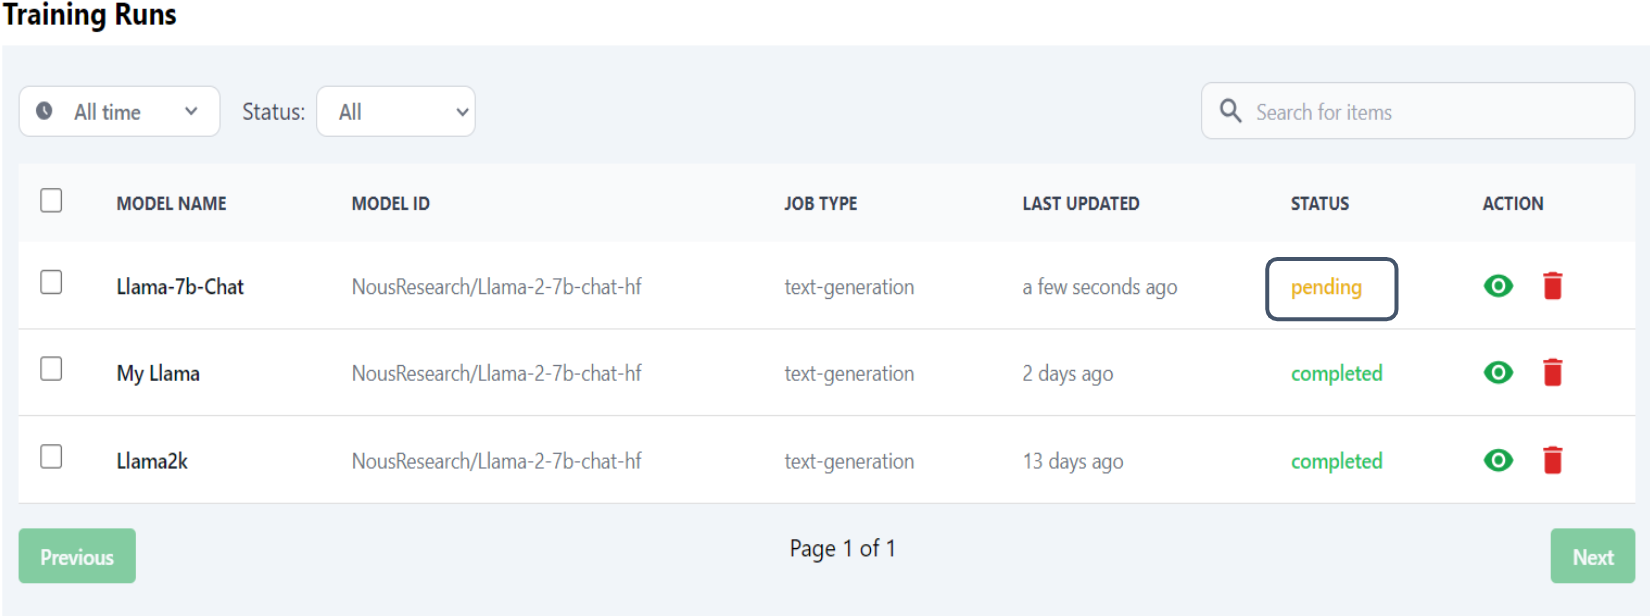 Training Runs
All time Status: All Search for items
MODEL NAME MODEL ID JOB TYPE LAST UPDATED STATUS ACTION
Llama-7b-Chat NousResearch/Llama-2-7b-chat-hf text-generation a few seconds ago pending
My Llama NousResearch/Llama-2-7b-chat-hf text-generation 2 days ago completed
Llama2k NousResearch/Llama-2-7b-chat-hf text-generation 13 days ago completed
Previous Page 1 of 1 Next